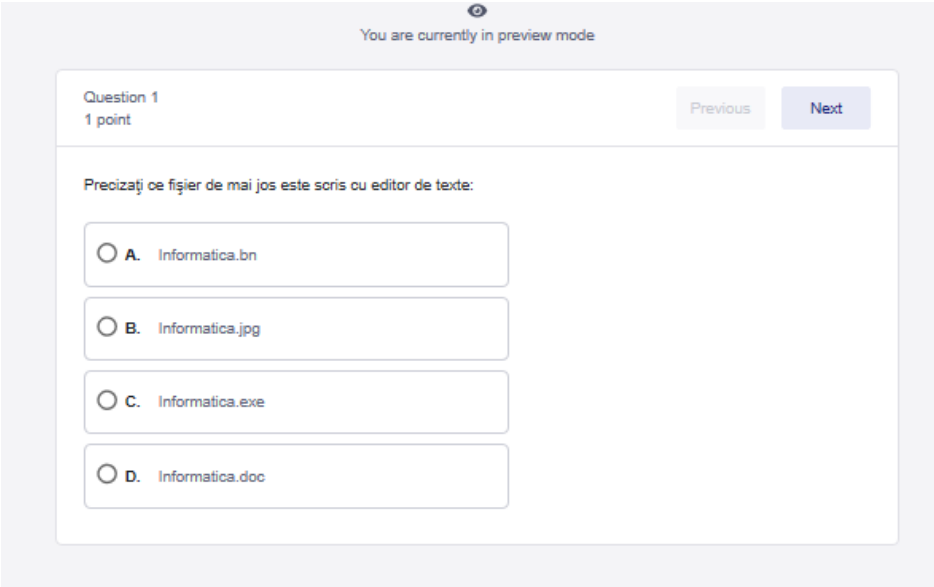 You are currently in preview mode
Question 1
1 point
Previous
Next
Precizaţi ce fişier de mai jos este scris cu editor de texte:
A. Informatica.bn
B. Informatica.jpg
C. Informatica.exe
D. Informatica.doc